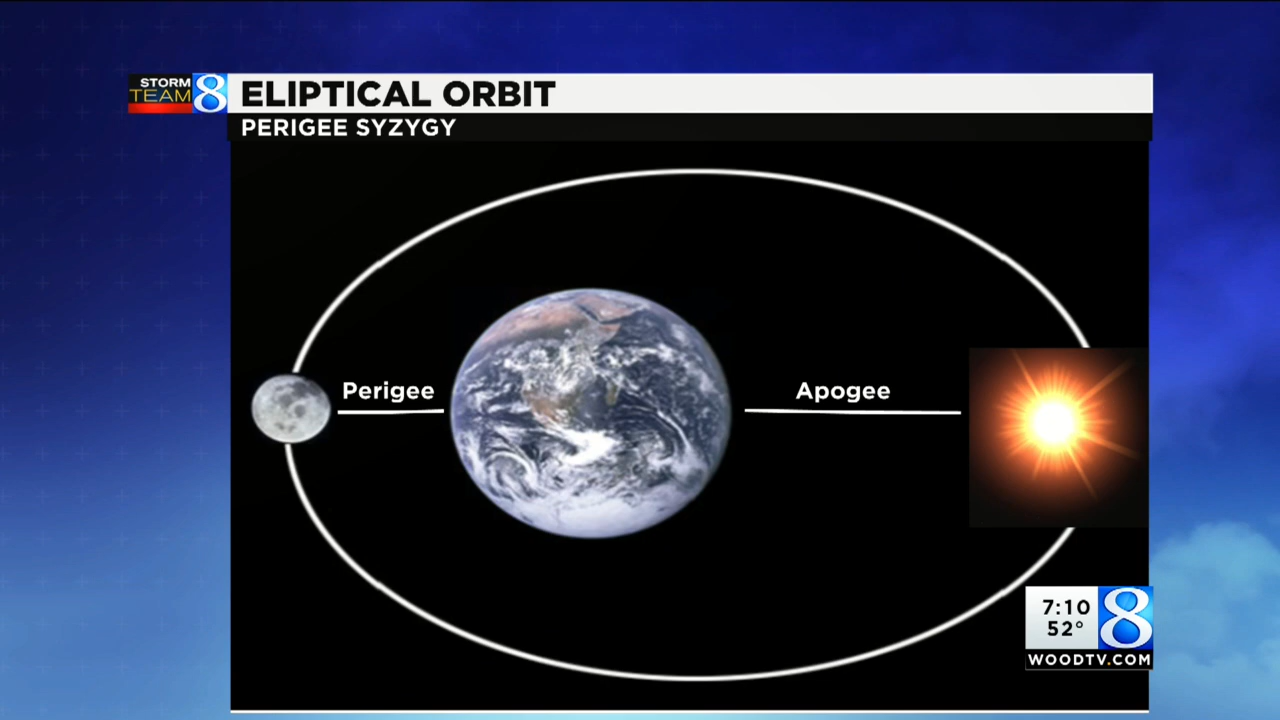 STORM
TEAM 8
ELIPTICAL ORBIT
PERIGEE SYZYGY
Perigee
Apogee
7:10
52°
8
WOODTV.COM